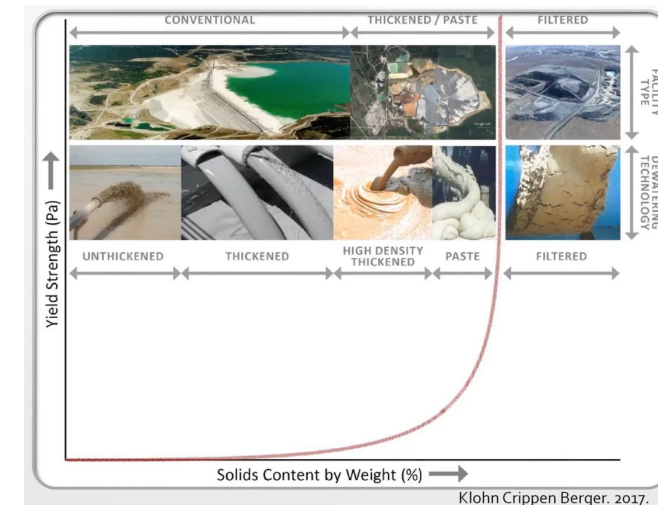 CONVENTIONAL
THICKENED / PASTE
FILTERED
FACILITY
TYPE
DEWATERING
TECHNOLOGY
UNTHICKENED
THICKENED
HIGH DENSITY
THICKENED
PASTE
FILTERED
Yield Strength (Pa)
Solids Content by Weight (%)
Klohn Crippen Berger. 2017.